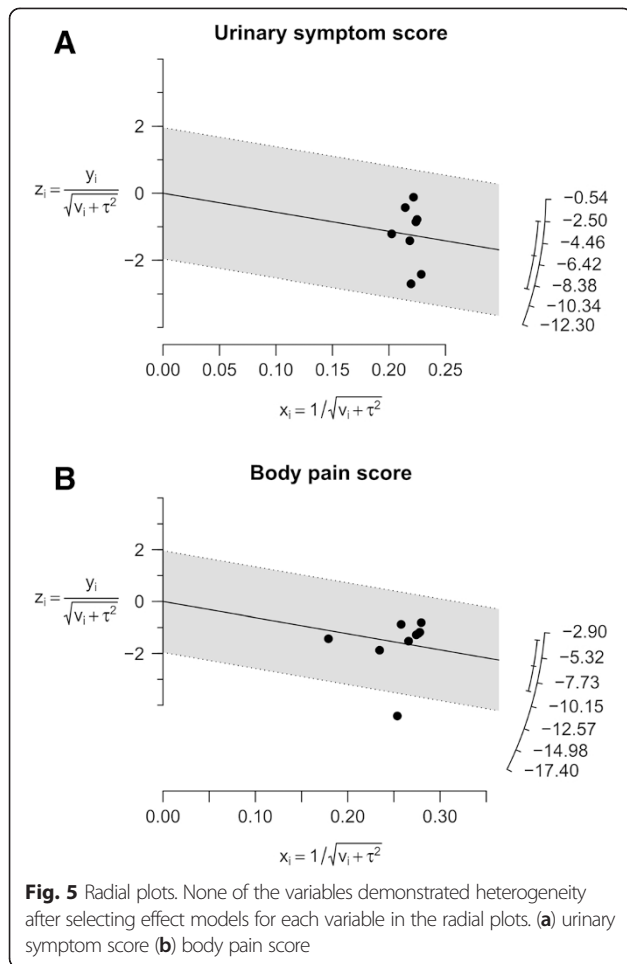 A
Urinary symptom score
2
0
−2
zᵢ = yᵢ / √(vᵢ + τ²)
−0.54
−2.50
−4.46
−6.42
−8.38
−10.34
−12.30
0.00 0.05 0.10 0.15 0.20 0.25
xᵢ = 1/√(vᵢ + τ²)
B
Body pain score
2
0
−2
zᵢ = yᵢ / √(vᵢ + τ²)
−2.90
−5.32
−7.73
−10.15
−12.57
−14.98
−17.40
0.00 0.10 0.20 0.30
xᵢ = 1/√(vᵢ + τ²)
Fig. 5 Radial plots. None of the variables demonstrated heterogeneity
after selecting effect models for each variable in the radial plots. (a) urinary
symptom score (b) body pain score